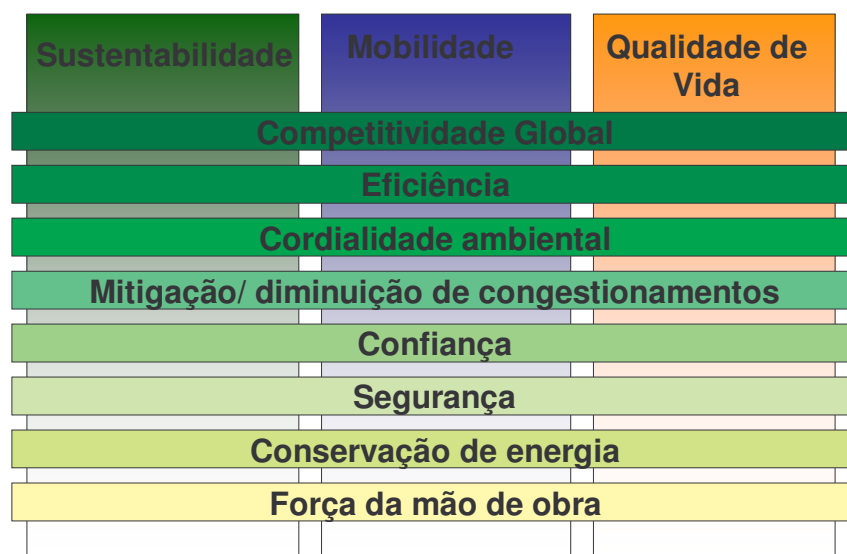 Sustentabilidade
Mobilidade
Qualidade de
Vida
Competitividade Global
Eficiência
Cordialidade ambiental
Mitigação/ diminuição de congestionamentos
Confiança
Segurança
Conservação de energia
Força da mão de obra